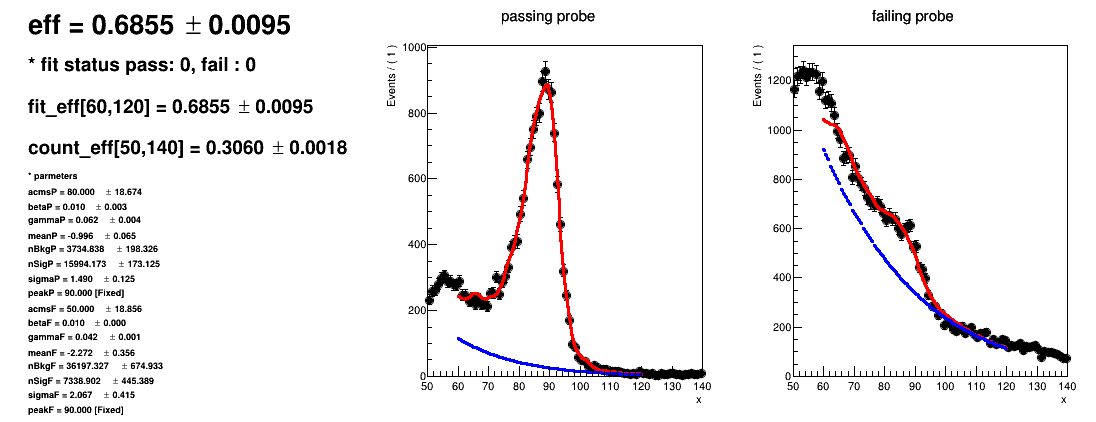 eff = 0.6855 ± 0.0095
* fit status pass: 0, fail : 0
fit_eff[60,120] = 0.6855 ± 0.0095
count_eff[50,140] = 0.3060 ± 0.0018
* parmeters
acmsP = 80.000 ± 18.674
betaP = 0.010 ± 0.003
gammaP = 0.062 ± 0.004
meanP = -0.996 ± 0.065
nBkgP = 3734.838 ± 198.326
nSigP = 15994.173 ± 173.125
sigmaP = 1.490 ± 0.125
peakP = 90.000 [Fixed]
acmsF = 50.000 ± 18.856
betaF = 0.010 ± 0.000
gammaF = 0.042 ± 0.001
meanF = -2.272 ± 0.356
nBkgF = 36197.327 ± 674.933
nSigF = 7338.902 ± 445.389
sigmaF = 2.067 ± 0.415
peakF = 90.000 [Fixed]
passing probe
Events / ( 1 )
1000
800
600
400
200
0
50 60 70 80 90 100 110 120 130 140
x
failing probe
Events / ( 1 )
1200
1000
800
600
400
200
0
50 60 70 80 90 100 110 120 130 140
x